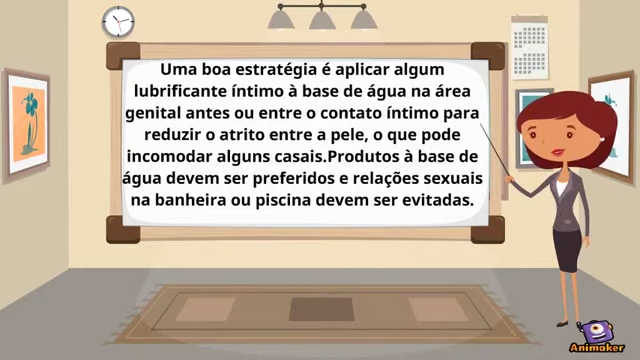 Uma boa estratégia é aplicar algum
lubrificante íntimo à base de água na área
genital antes ou entre o contato íntimo para
reduzir o atrito entre a pele, o que pode
incomodar alguns casais.Produtos à base de
água devem ser preferidos e relações sexuais
na banheira ou piscina devem ser evitadas.
Animaker